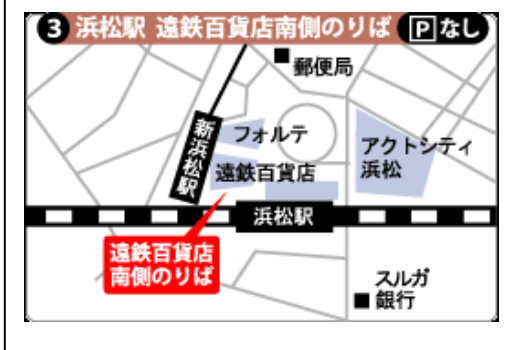 3 浜松駅 遠鉄百貨店南側のりば Pなし
郵便局
新浜松駅
フォルテ
アクトシティ
浜松
遠鉄百貨店
浜松駅
遠鉄百貨店
南側のりば
スルガ
銀行